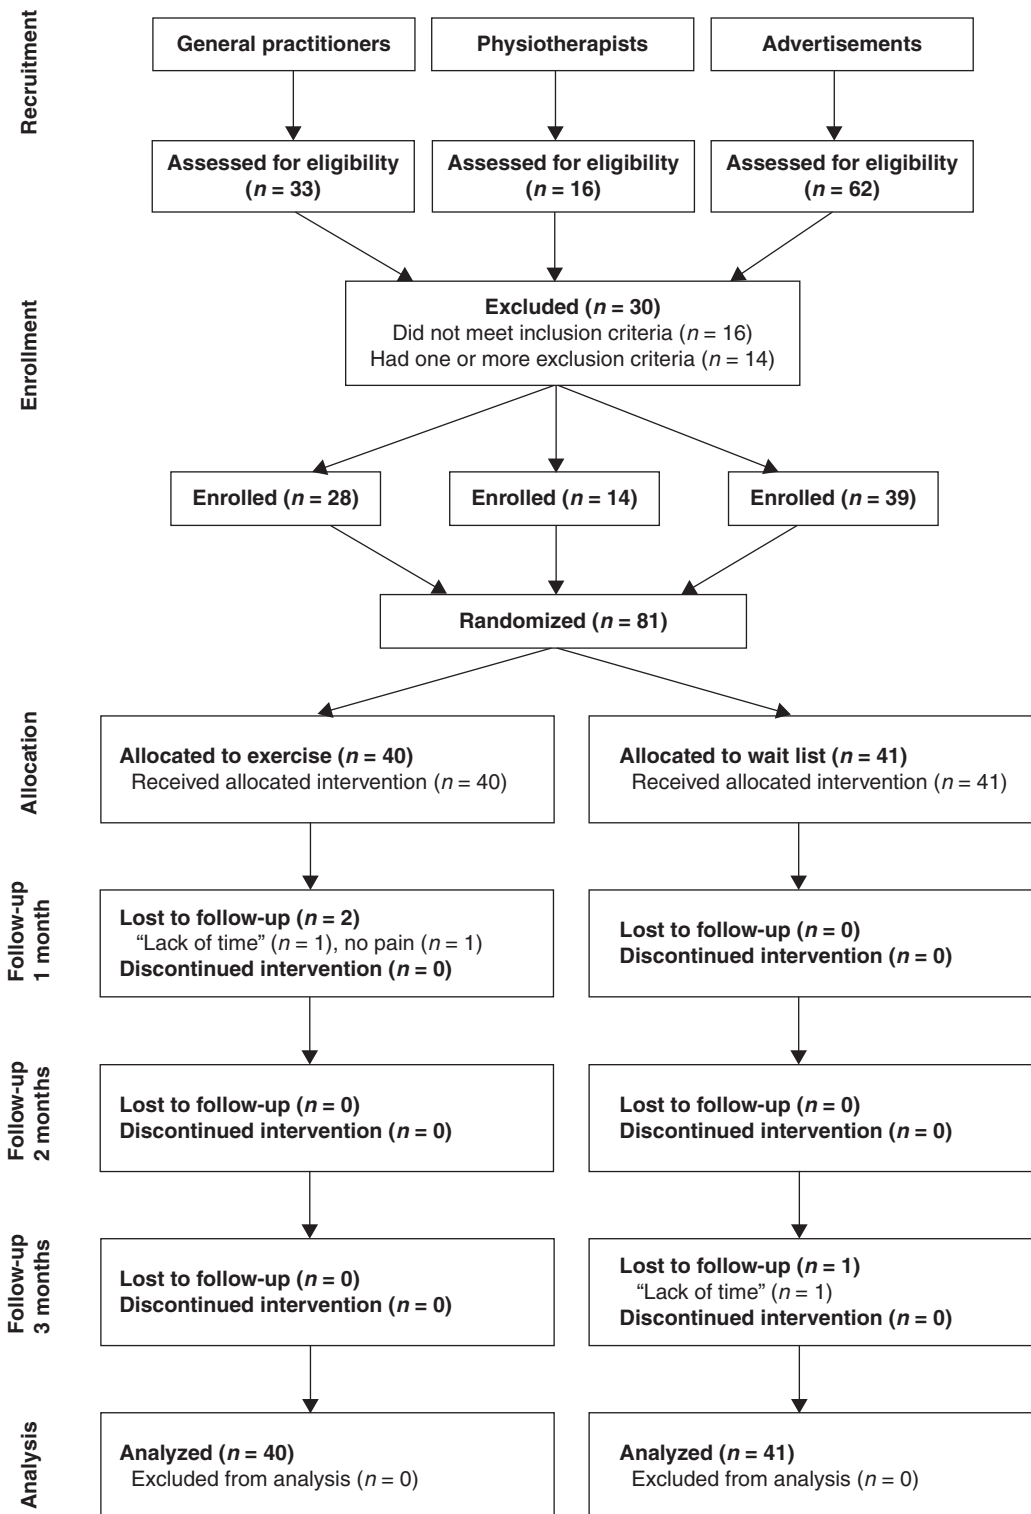 Recruitment
General practitioners
Physiotherapists
Advertisements
Assessed for eligibility
(n = 33)
Assessed for eligibility
(n = 16)
Assessed for eligibility
(n = 62)
Enrollment
Excluded (n = 30)
Did not meet inclusion criteria (n = 16)
Had one or more exclusion criteria (n = 14)
Enrolled (n = 28)
Enrolled (n = 14)
Enrolled (n = 39)
Randomized (n = 81)
Allocation
Allocated to exercise (n = 40)
Received allocated intervention (n = 40)
Allocated to wait list (n = 41)
Received allocated intervention (n = 41)
Follow-up
1 month
Lost to follow-up (n = 2)
“Lack of time” (n = 1), no pain (n = 1)
Discontinued intervention (n = 0)
Lost to follow-up (n = 0)
Discontinued intervention (n = 0)
Follow-up
2 months
Lost to follow-up (n = 0)
Discontinued intervention (n = 0)
Lost to follow-up (n = 0)
Discontinued intervention (n = 0)
Follow-up
3 months
Lost to follow-up (n = 0)
Discontinued intervention (n = 0)
Lost to follow-up (n = 1)
“Lack of time” (n = 1)
Discontinued intervention (n = 0)
Analysis
Analyzed (n = 40)
Excluded from analysis (n = 0)
Analyzed (n = 41)
Excluded from analysis (n = 0)